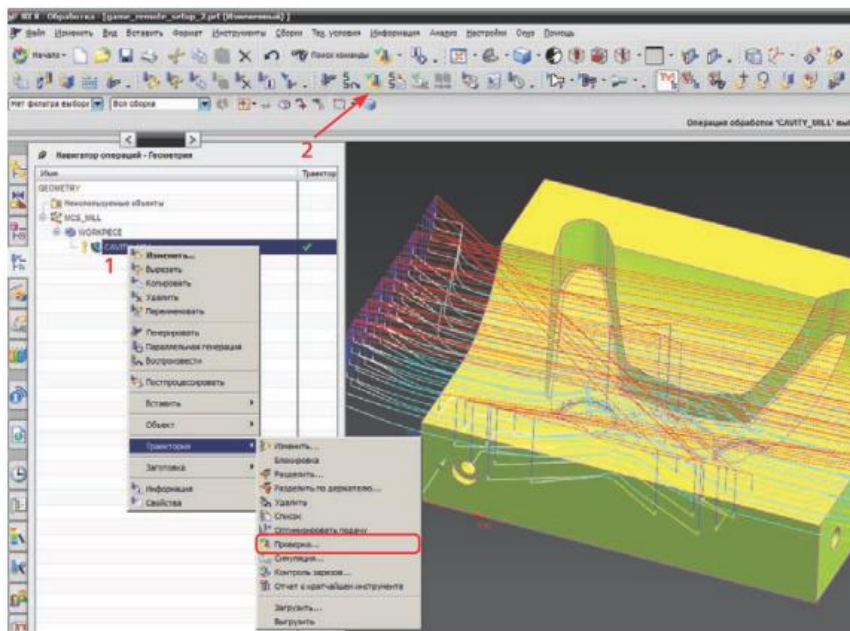 NX 8 - Обработка - [game_remote_setup_2.prt (Измененный) ]
Файл Изменить Вид Вставить Формат Инструменты Сборки Тех. условия Информация Анализ Настройки Окно Помощь
Начало
Поиск команды
Нет фильтра выбора
Вся сборка
2
Операция обработки 'CAVITY_MILL'
Навигатор операций - Геометрия
Имя
Траектор
GEOMETRY
Неиспользуемые объекты
MCS_MILL
WORKPIECE
1
Изменить...
Вырезать
Копировать
Удалить
Переименовать
Генерировать
Параллельная генерация
Воспроизвести
Постпроцессировать
Вставить
Объект
Траектория
Заготовка
Информация
Свойства
Изменить...
Блокировка
Разделить...
Разделить по держателю...
Удалить
Список
Оптимизировать подачу
Проверка...
Симуляция...
Контроль зарезов...
Отчет о кратчайшем инструменте
Загрузить...
Выгрузить